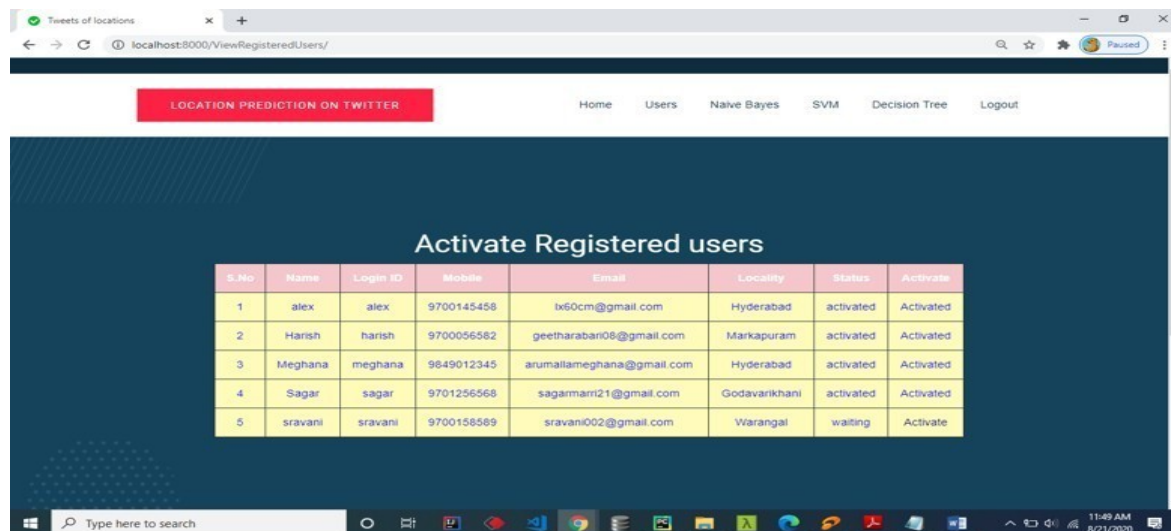 Tweets of locations
localhost:8000/ViewRegisteredUsers/
Paused
LOCATION PREDICTION ON TWITTER Home Users Naive Bayes SVM Decision Tree Logout
Activate Registered users
S.No Name Login ID Mobile Email Locality Status Activate
1 alex alex 9700145458 lx60cm@gmail.com Hyderabad activated Activated
2 Harish harish 9700056582 geetharabari08@gmail.com Markapuram activated Activated
3 Meghana meghana 9849012345 arumallameghana@gmail.com Hyderabad activated Activated
4 Sagar sagar 9701256568 sagarmarri21@gmail.com Godavarikhani activated Activated
5 sravani sravani 9700158589 sravani002@gmail.com Warangal waiting Activate
Type here to search
11:49 AM
8/21/2020